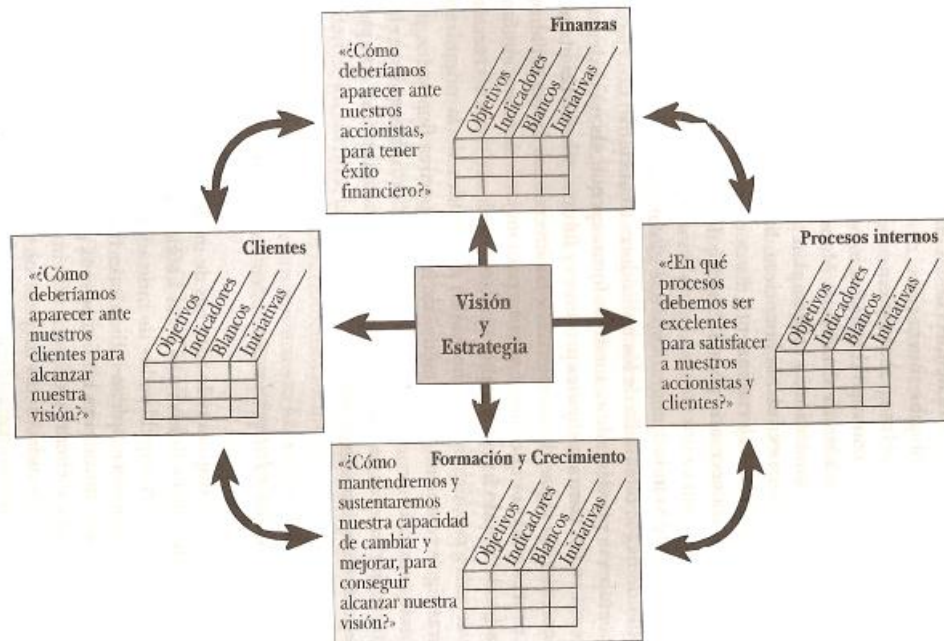 Finanzas
«¿Cómo
deberíamos
aparecer ante
nuestros
accionistas,
para tener
éxito
financiero?»
Objetivos
Indicadores
Blancos
Iniciativas
Clientes
«¿Cómo
deberíamos
aparecer ante
nuestros
clientes para
alcanzar
nuestra
visión?»
Objetivos
Indicadores
Blancos
Iniciativas
Visión
y
Estrategia
Procesos internos
«¿En qué
procesos
debemos ser
excelentes
para satisfacer
a nuestros
accionistas y
clientes?»
Objetivos
Indicadores
Blancos
Iniciativas
Formación y Crecimiento
«¿Cómo
mantendremos y
sustentaremos
nuestra capacidad
de cambiar y
mejorar, para
conseguir
alcanzar nuestra
visión?»
Objetivos
Indicadores
Blancos
Iniciativas